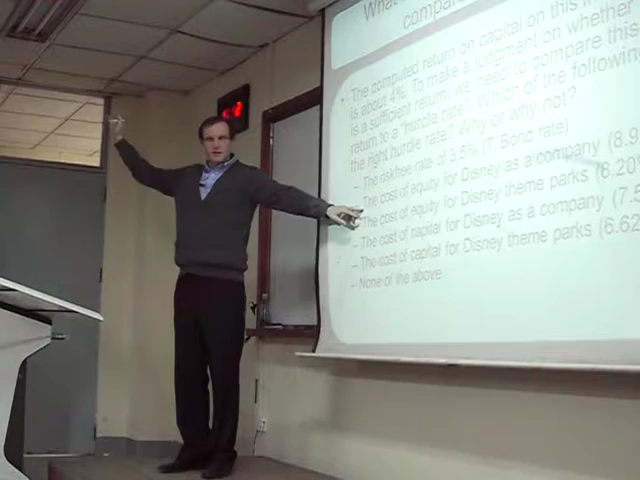 What
compa
• The computed return on capital on this
is about 4%. To make a judgment on whether
is a sufficient return, we need to compare this
return to a "hurdle rate". Which of the following
the right hurdle rate? Why or why not?
– The riskfree rate of 3.5% (T. Bond rate)
– The cost of equity for Disney as a company (8.9
– The cost of equity for Disney theme parks (8.20
– The cost of capital for Disney as a company (7.
– The cost of capital for Disney theme parks (6.62
– None of the above